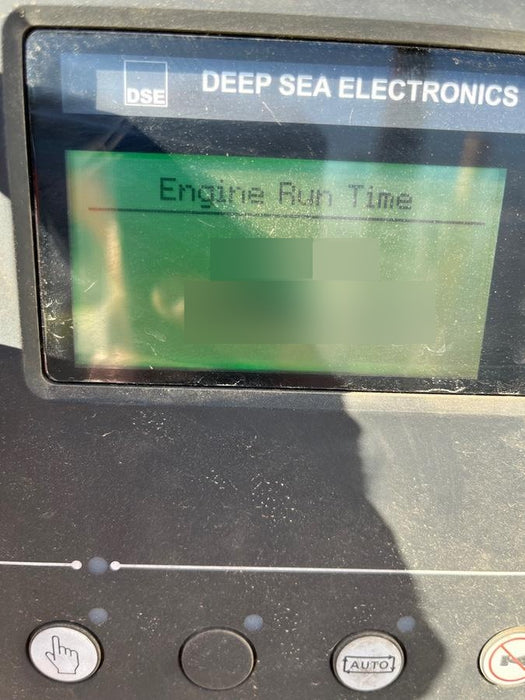 DSE
DEEP SEA ELECTRONICS
Engine Run Time
AUTO